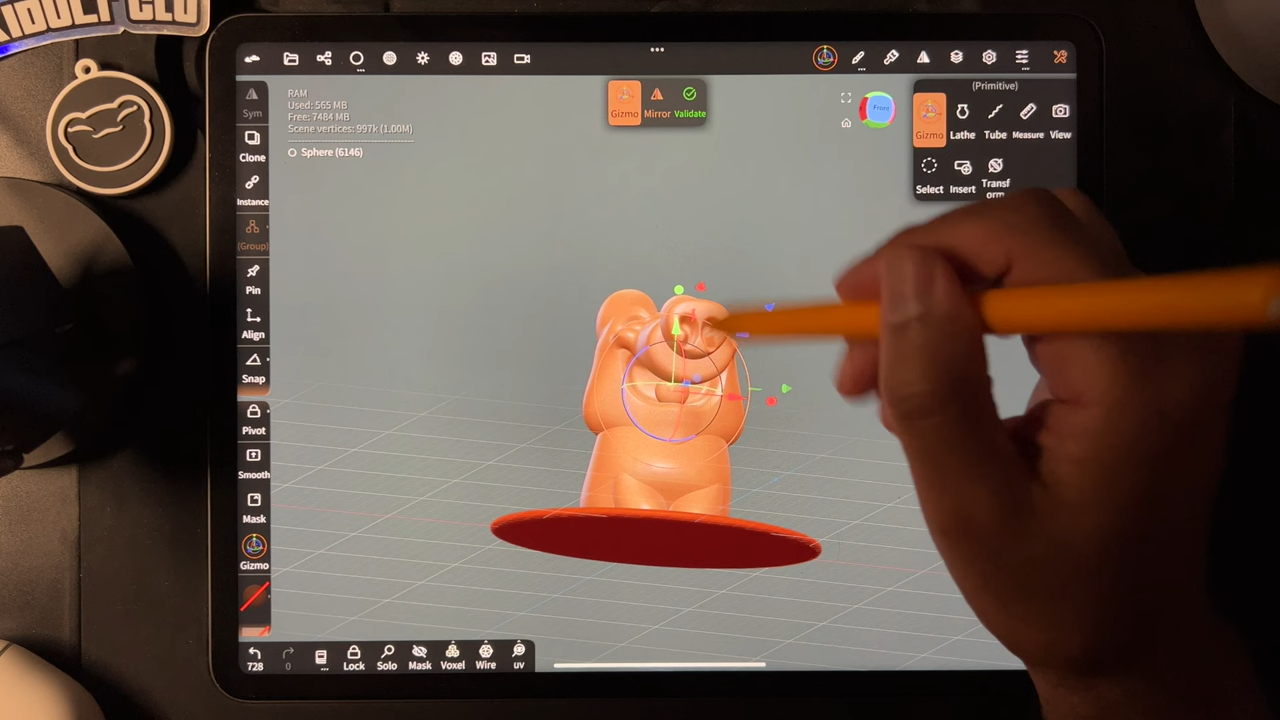 KIDULT CLU
(Primitive)
Gizmo
Mirror
Validate
Front
Gizmo
Lathe
Tube
Measure
View
Select
Insert
Transf
orm
RAM
Used: 565 MB
Free: 7484 MB
Scene vertices: 997k (1.00M)
Sphere (6146)
Sym
Clone
Instance
(Group)
Pin
Align
Snap
Pivot
Smooth
Mask
Gizmo
728
0
Lock
Solo
Mask
Voxel
Wire
uv